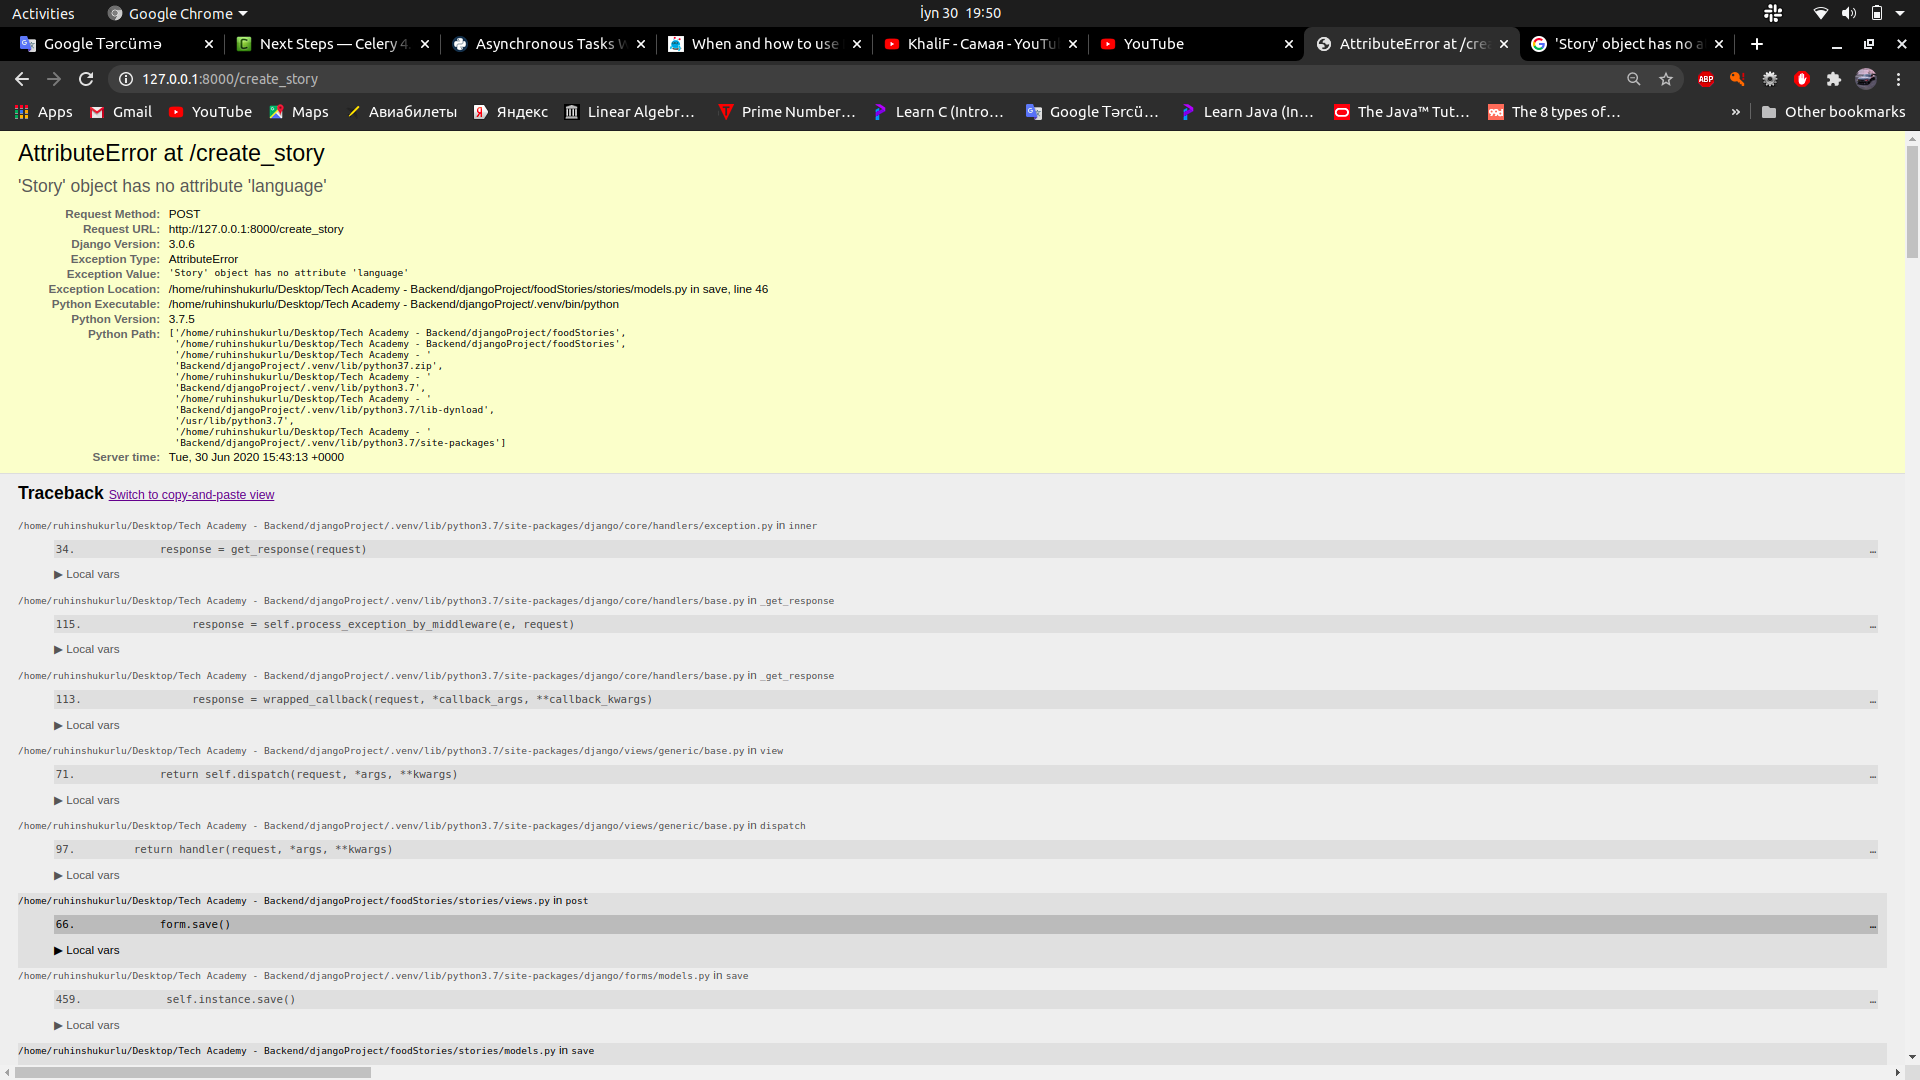 Activities
Google Chrome
İyn 30 19:50
Google Tərcümə
Next Steps — Celery 4.
Asynchronous Tasks W
When and how to use
KhaliF - Самая - YouTu
YouTube
AttributeError at /crea
'Story' object has no a
127.0.0.1:8000/create_story
ABP
Apps
Gmail
YouTube
Maps
Авиабилеты
Яндекс
Linear Algebr…
Prime Number…
Learn C (Intro…
Google Tərcü…
Learn Java (In…
The Java™ Tut…
The 8 types of…
»
Other bookmarks
AttributeError at /create_story
'Story' object has no attribute 'language'
Request Method: POST
Request URL: http://127.0.0.1:8000/create_story
Django Version: 3.0.6
Exception Type: AttributeError
Exception Value: 'Story' object has no attribute 'language'
Exception Location: /home/ruhinshukurlu/Desktop/Tech Academy - Backend/djangoProject/foodStories/stories/models.py in save, line 46
Python Executable: /home/ruhinshukurlu/Desktop/Tech Academy - Backend/djangoProject/.venv/bin/python
Python Version: 3.7.5
Python Path: ['/home/ruhinshukurlu/Desktop/Tech Academy - Backend/djangoProject/foodStories',
'/home/ruhinshukurlu/Desktop/Tech Academy - Backend/djangoProject/foodStories',
'/home/ruhinshukurlu/Desktop/Tech Academy - '
'Backend/djangoProject/.venv/lib/python37.zip',
'/home/ruhinshukurlu/Desktop/Tech Academy - '
'Backend/djangoProject/.venv/lib/python3.7',
'/home/ruhinshukurlu/Desktop/Tech Academy - '
'Backend/djangoProject/.venv/lib/python3.7/lib-dynload',
'/usr/lib/python3.7',
'/home/ruhinshukurlu/Desktop/Tech Academy - '
'Backend/djangoProject/.venv/lib/python3.7/site-packages']
Server time: Tue, 30 Jun 2020 15:43:13 +0000
Traceback Switch to copy-and-paste view
/home/ruhinshukurlu/Desktop/Tech Academy - Backend/djangoProject/.venv/lib/python3.7/site-packages/django/core/handlers/exception.py in inner
34. response = get_response(request) …
▶ Local vars
/home/ruhinshukurlu/Desktop/Tech Academy - Backend/djangoProject/.venv/lib/python3.7/site-packages/django/core/handlers/base.py in _get_response
115. response = self.process_exception_by_middleware(e, request) …
▶ Local vars
/home/ruhinshukurlu/Desktop/Tech Academy - Backend/djangoProject/.venv/lib/python3.7/site-packages/django/core/handlers/base.py in _get_response
113. response = wrapped_callback(request, *callback_args, **callback_kwargs) …
▶ Local vars
/home/ruhinshukurlu/Desktop/Tech Academy - Backend/djangoProject/.venv/lib/python3.7/site-packages/django/views/generic/base.py in view
71. return self.dispatch(request, *args, **kwargs) …
▶ Local vars
/home/ruhinshukurlu/Desktop/Tech Academy - Backend/djangoProject/.venv/lib/python3.7/site-packages/django/views/generic/base.py in dispatch
97. return handler(request, *args, **kwargs) …
▶ Local vars
/home/ruhinshukurlu/Desktop/Tech Academy - Backend/djangoProject/foodStories/stories/views.py in post
66. form.save() …
▶ Local vars
/home/ruhinshukurlu/Desktop/Tech Academy - Backend/djangoProject/.venv/lib/python3.7/site-packages/django/forms/models.py in save
459. self.instance.save() …
▶ Local vars
/home/ruhinshukurlu/Desktop/Tech Academy - Backend/djangoProject/foodStories/stories/models.py in save